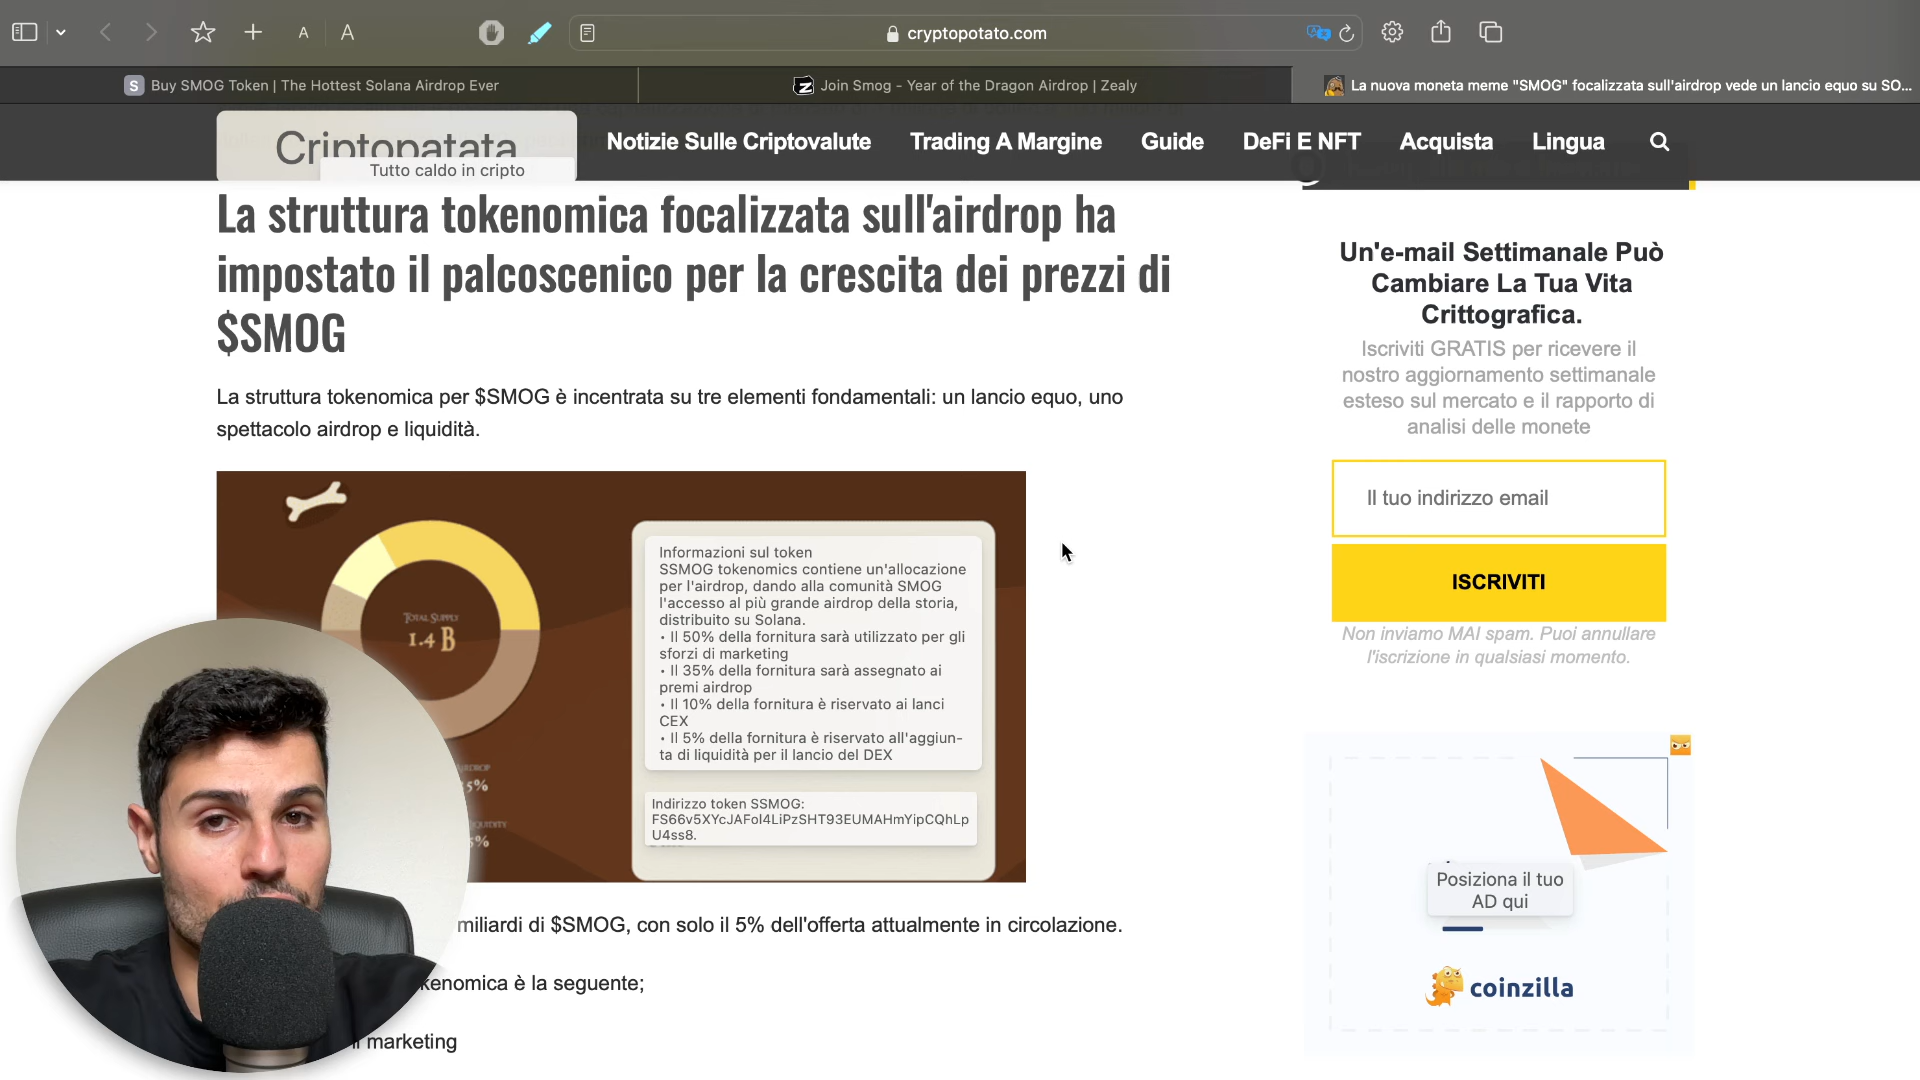 A
A
cryptopotato.com
S
Buy SMOG Token | The Hottest Solana Airdrop Ever
Join Smog - Year of the Dragon Airdrop | Zealy
La nuova moneta meme "SMOG" focalizzata sull'airdrop vede un lancio equo su SO...
Criptopatata
Tutto caldo in cripto
Notizie Sulle Criptovalute
Trading A Margine
Guide
DeFi E NFT
Acquista
Lingua
La struttura tokenomica focalizzata sull'airdrop ha
impostato il palcoscenico per la crescita dei prezzi di
$SMOG
La struttura tokenomica per $SMOG è incentrata su tre elementi fondamentali: un lancio equo, uno
spettacolo airdrop e liquidità.
Total Supply
1.4 B
5%
5%
Informazioni sul token
SSMOG tokenomics contiene un'allocazione
per l'airdrop, dando alla comunità SMOG
l'accesso al più grande airdrop della storia,
distribuito su Solana.
• Il 50% della fornitura sarà utilizzato per gli
sforzi di marketing
• Il 35% della fornitura sarà assegnato ai
premi airdrop
• Il 10% della fornitura è riservato ai lanci
CEX
• Il 5% della fornitura è riservato all'aggiun-
ta di liquidità per il lancio del DEX
Indirizzo token SSMOG:
FS66v5XYcJAFol4LiPzSHT93EUMAHmYipCQhLp
U4ss8.
miliardi di $SMOG, con solo il 5% dell'offerta attualmente in circolazione.
kenomica è la seguente;
marketing
Un'e-mail Settimanale Può
Cambiare La Tua Vita
Crittografica.
Iscriviti GRATIS per ricevere il
nostro aggiornamento settimanale
esteso sul mercato e il rapporto di
analisi delle monete
Il tuo indirizzo email
ISCRIVITI
Non inviamo MAI spam. Puoi annullare
l'iscrizione in qualsiasi momento.
Posiziona il tuo
AD qui
coinzilla